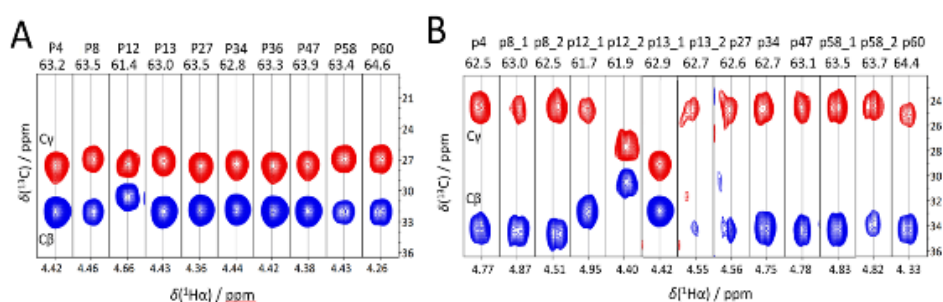 A
P4 P8 P12 P13 P27 P34 P36 P47 P58 P60
63.2 63.5 61.4 63.0 63.5 62.8 63.3 63.9 63.4 64.6
Cγ
Cβ
δ(¹³C) / ppm
21
24
27
30
33
36
4.42 4.46 4.66 4.43 4.36 4.44 4.42 4.38 4.43 4.26
δ(¹Hα) / ppm
B
p4 p8_1 p8_2 p12_1 p12_2 p13_1 p13_2 p27 p34 p47 p58_1 p58_2 p60
62.5 63.0 62.5 61.7 61.9 62.9 62.7 62.6 62.7 63.1 63.5 63.7 64.4
Cγ
Cβ
δ(¹³C) / ppm
24
26
28
30
32
34
36
4.77 4.87 4.51 4.95 4.40 4.42 4.55 4.56 4.75 4.78 4.83 4.82 4.33
δ(¹Hα) / ppm